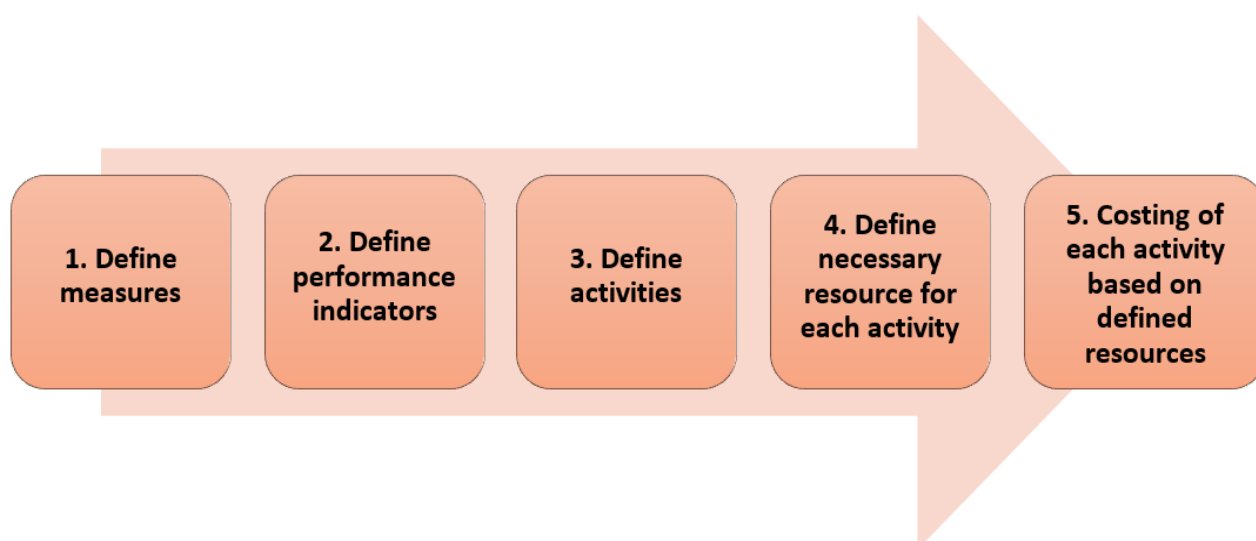 1. Define
measures
2. Define
performance
indicators
3. Define
activities
4. Define
necessary
resource for
each activity
5. Costing of
each activity
based on
defined
resources